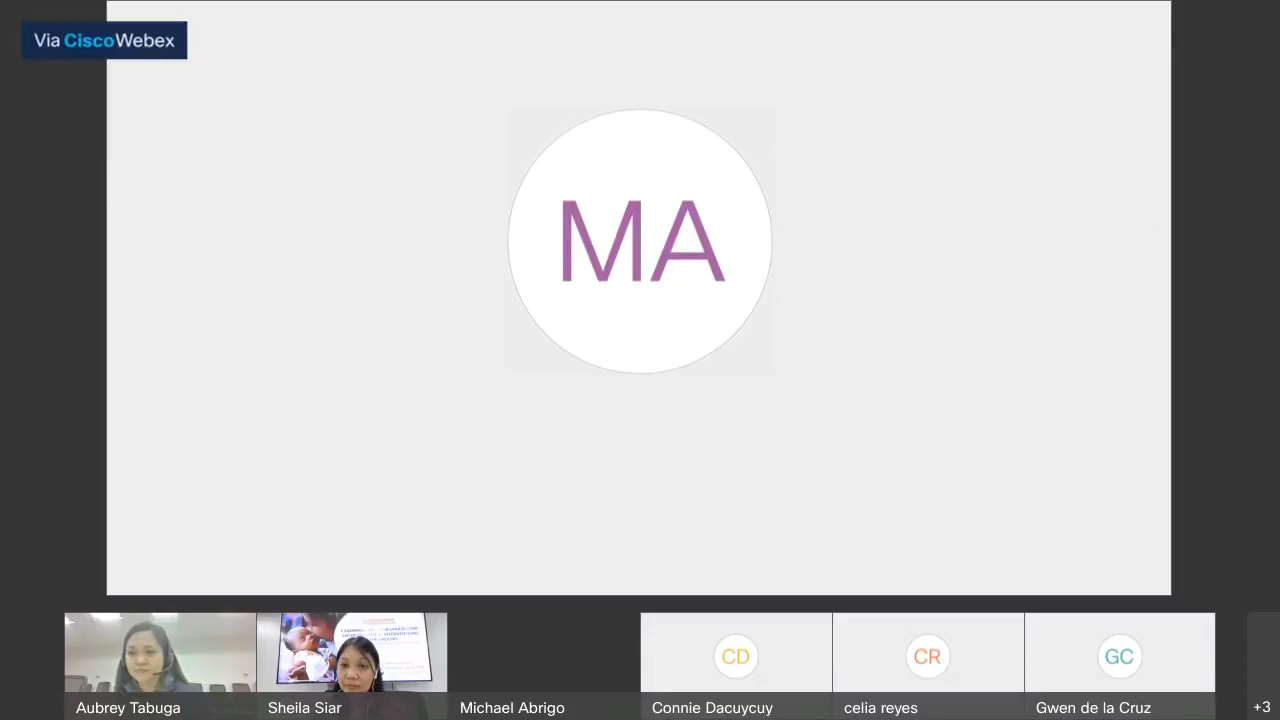 Via CiscoWebex
MA
CD
CR
GC
Aubrey Tabuga
Sheila Siar
Michael Abrigo
Connie Dacuycuy
celia reyes
Gwen de la Cruz
+3